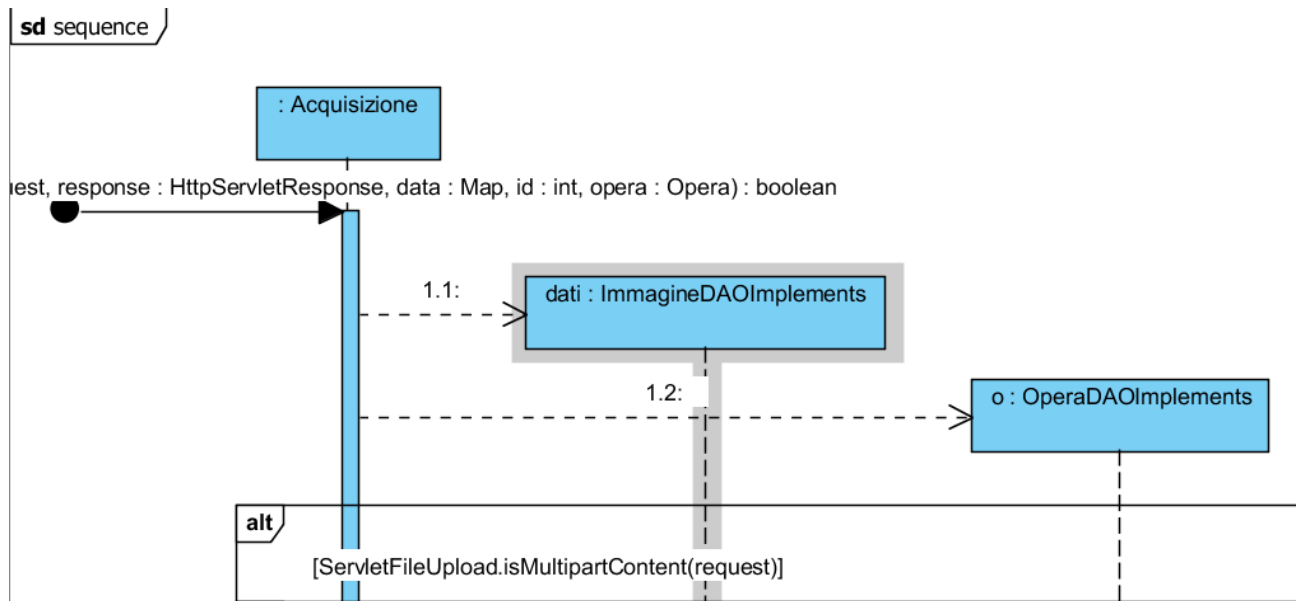 sd sequence
: Acquisizione
response : HttpServletResponse, data : Map, id : int, opera : Opera) : boolean
1.1:
dati : ImmagineDAOImplements
1.2:
o : OperaDAOImplements
alt
[ServletFileUpload.isMultipartContent(request)]